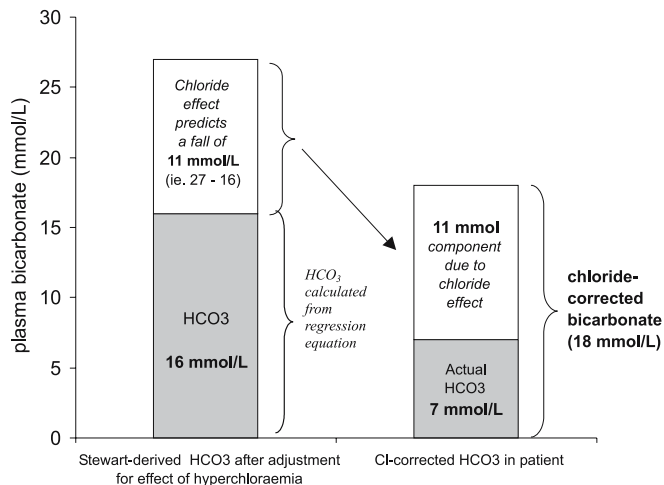 30
25
20
15
10
5
0
plasma bicarbonate (mmol/L)
Chloride
effect
predicts
a fall of
11 mmol/L
(ie. 27 - 16)
HCO3
16 mmol/L
HCO₃
calculated
from
regression
equation
11 mmol
component
due to
chloride
effect
Actual
HCO3
7 mmol/L
chloride-
corrected
bicarbonate
(18 mmol/L)
Stewart-derived HCO3 after adjustment
for effect of hyperchloraemia
Cl-corrected HCO3 in patient